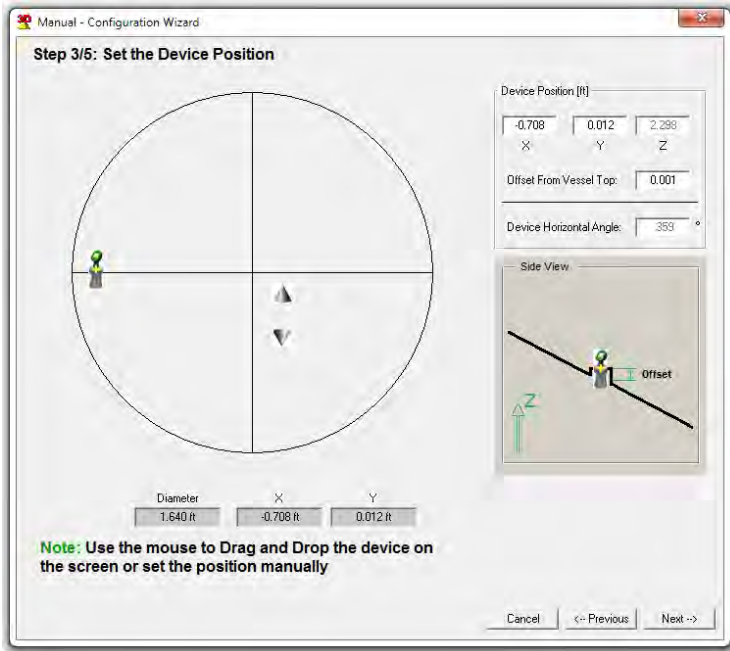 Manual - Configuration Wizard
Step 3/5: Set the Device Position
Device Position [ft]
-0.708 0.012 2.298
X Y Z
Offset From Vessel Top: 0.001
Device Horizontal Angle: 359 °
Side View
Offset
Z
Diameter X Y
1.640 ft -0.708 ft 0.012 ft
Note: Use the mouse to Drag and Drop the device on
the screen or set the position manually
Cancel <-- Previous Next -->